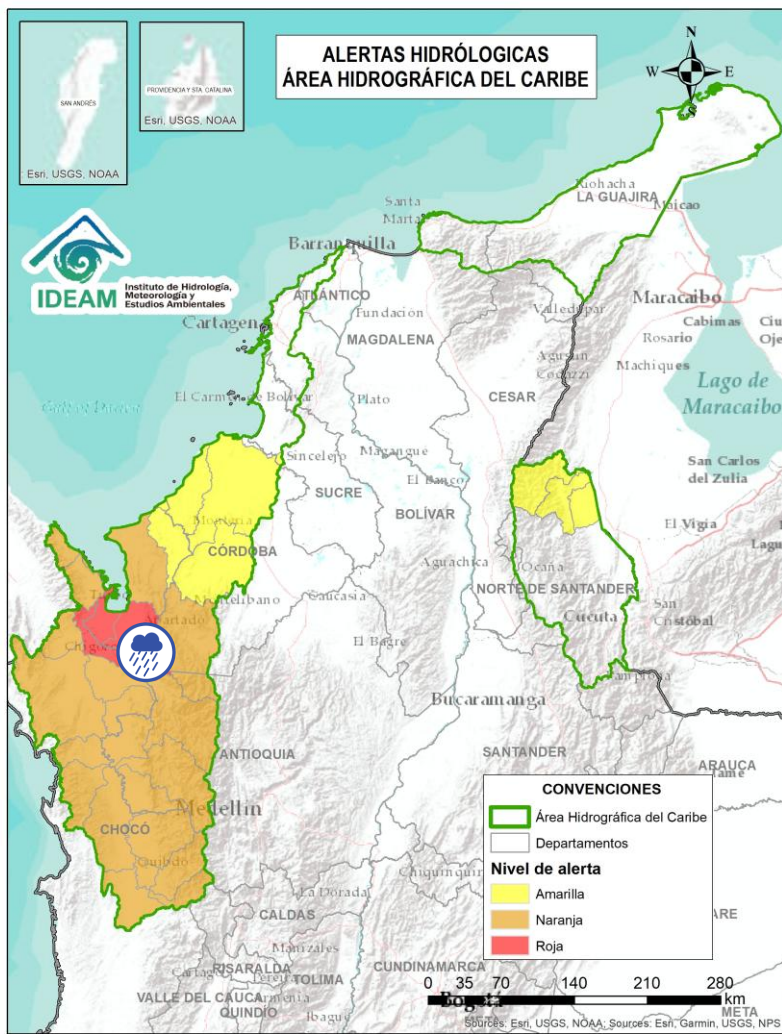 ALERTAS HIDRÓLOGICAS
ÁREA HIDROGRÁFICA DEL CARIBE
N
W
E
S
SAN ANDRÉS
Esri, USGS, NOAA
PROVIDENCIA Y STA. CATALINA
Esri, USGS, NOAA
IDEAM
Instituto de Hidrología,
Meteorología y
Estudios Ambientales
Riohacha
LA GUAJIRA
Maicao
Santa
Marta
Barranquilla
ATLÁNTICO
Cartagena
Fundación
MAGDALENA
Valledupar
Maracaibo
Cabimas
Rosario
Machiques
Agustín
Codazzi
Lago de
Maracaibo
CESAR
El Carmen de Bolívar
Plato
Sincelejo
Magangue
SUCRE
El Banco
BOLÍVAR
San Carlos
del Zulia
El Vigia
Montería
CÓRDOBA
Aguachica
Ocaña
NORTE DE SANTANDER
Montelibano
Caucasia
Cucuta
San
Cristóbal
El Bagre
Pamplona
Bucaramanga
ANTIOQUIA
SANTANDER
ARAUCA
Medellín
CHOCÓ
Quibdó
La Dorada
CALDAS
Manizales
RISARALDA
TOLIMA
CUNDINAMARCA
VALLE DEL CAUCA
QUINDÍO
Ibague
Bogotá
META
META
CONVENCIONES
Área Hidrográfica del Caribe
Departamentos
Nivel de alerta
Amarilla
Naranja
Roja
0 35 70 140 210 280
km
Sources: Esri, USGS, NOAA; Sources: Esri, Garmin, USGS, NPS